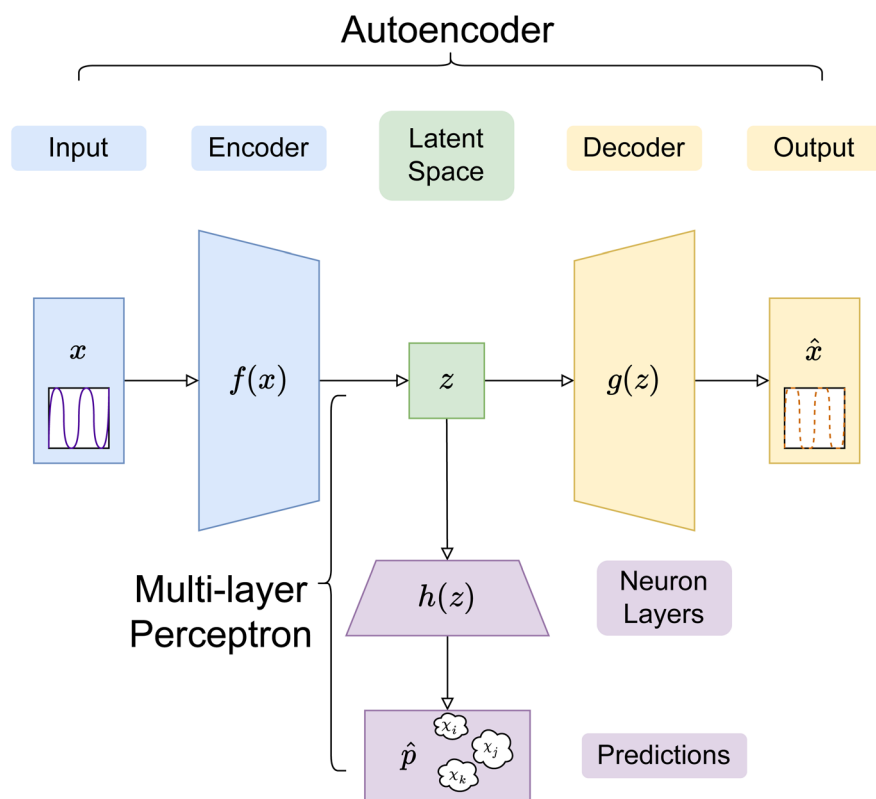 Autoencoder
Input
Encoder
Latent
Space
Decoder
Output
x
f(x)
z
g(z)
x̂
Multi-layer
Perceptron
h(z)
Neuron
Layers
p̂
χᵢ
χⱼ
χₖ
Predictions